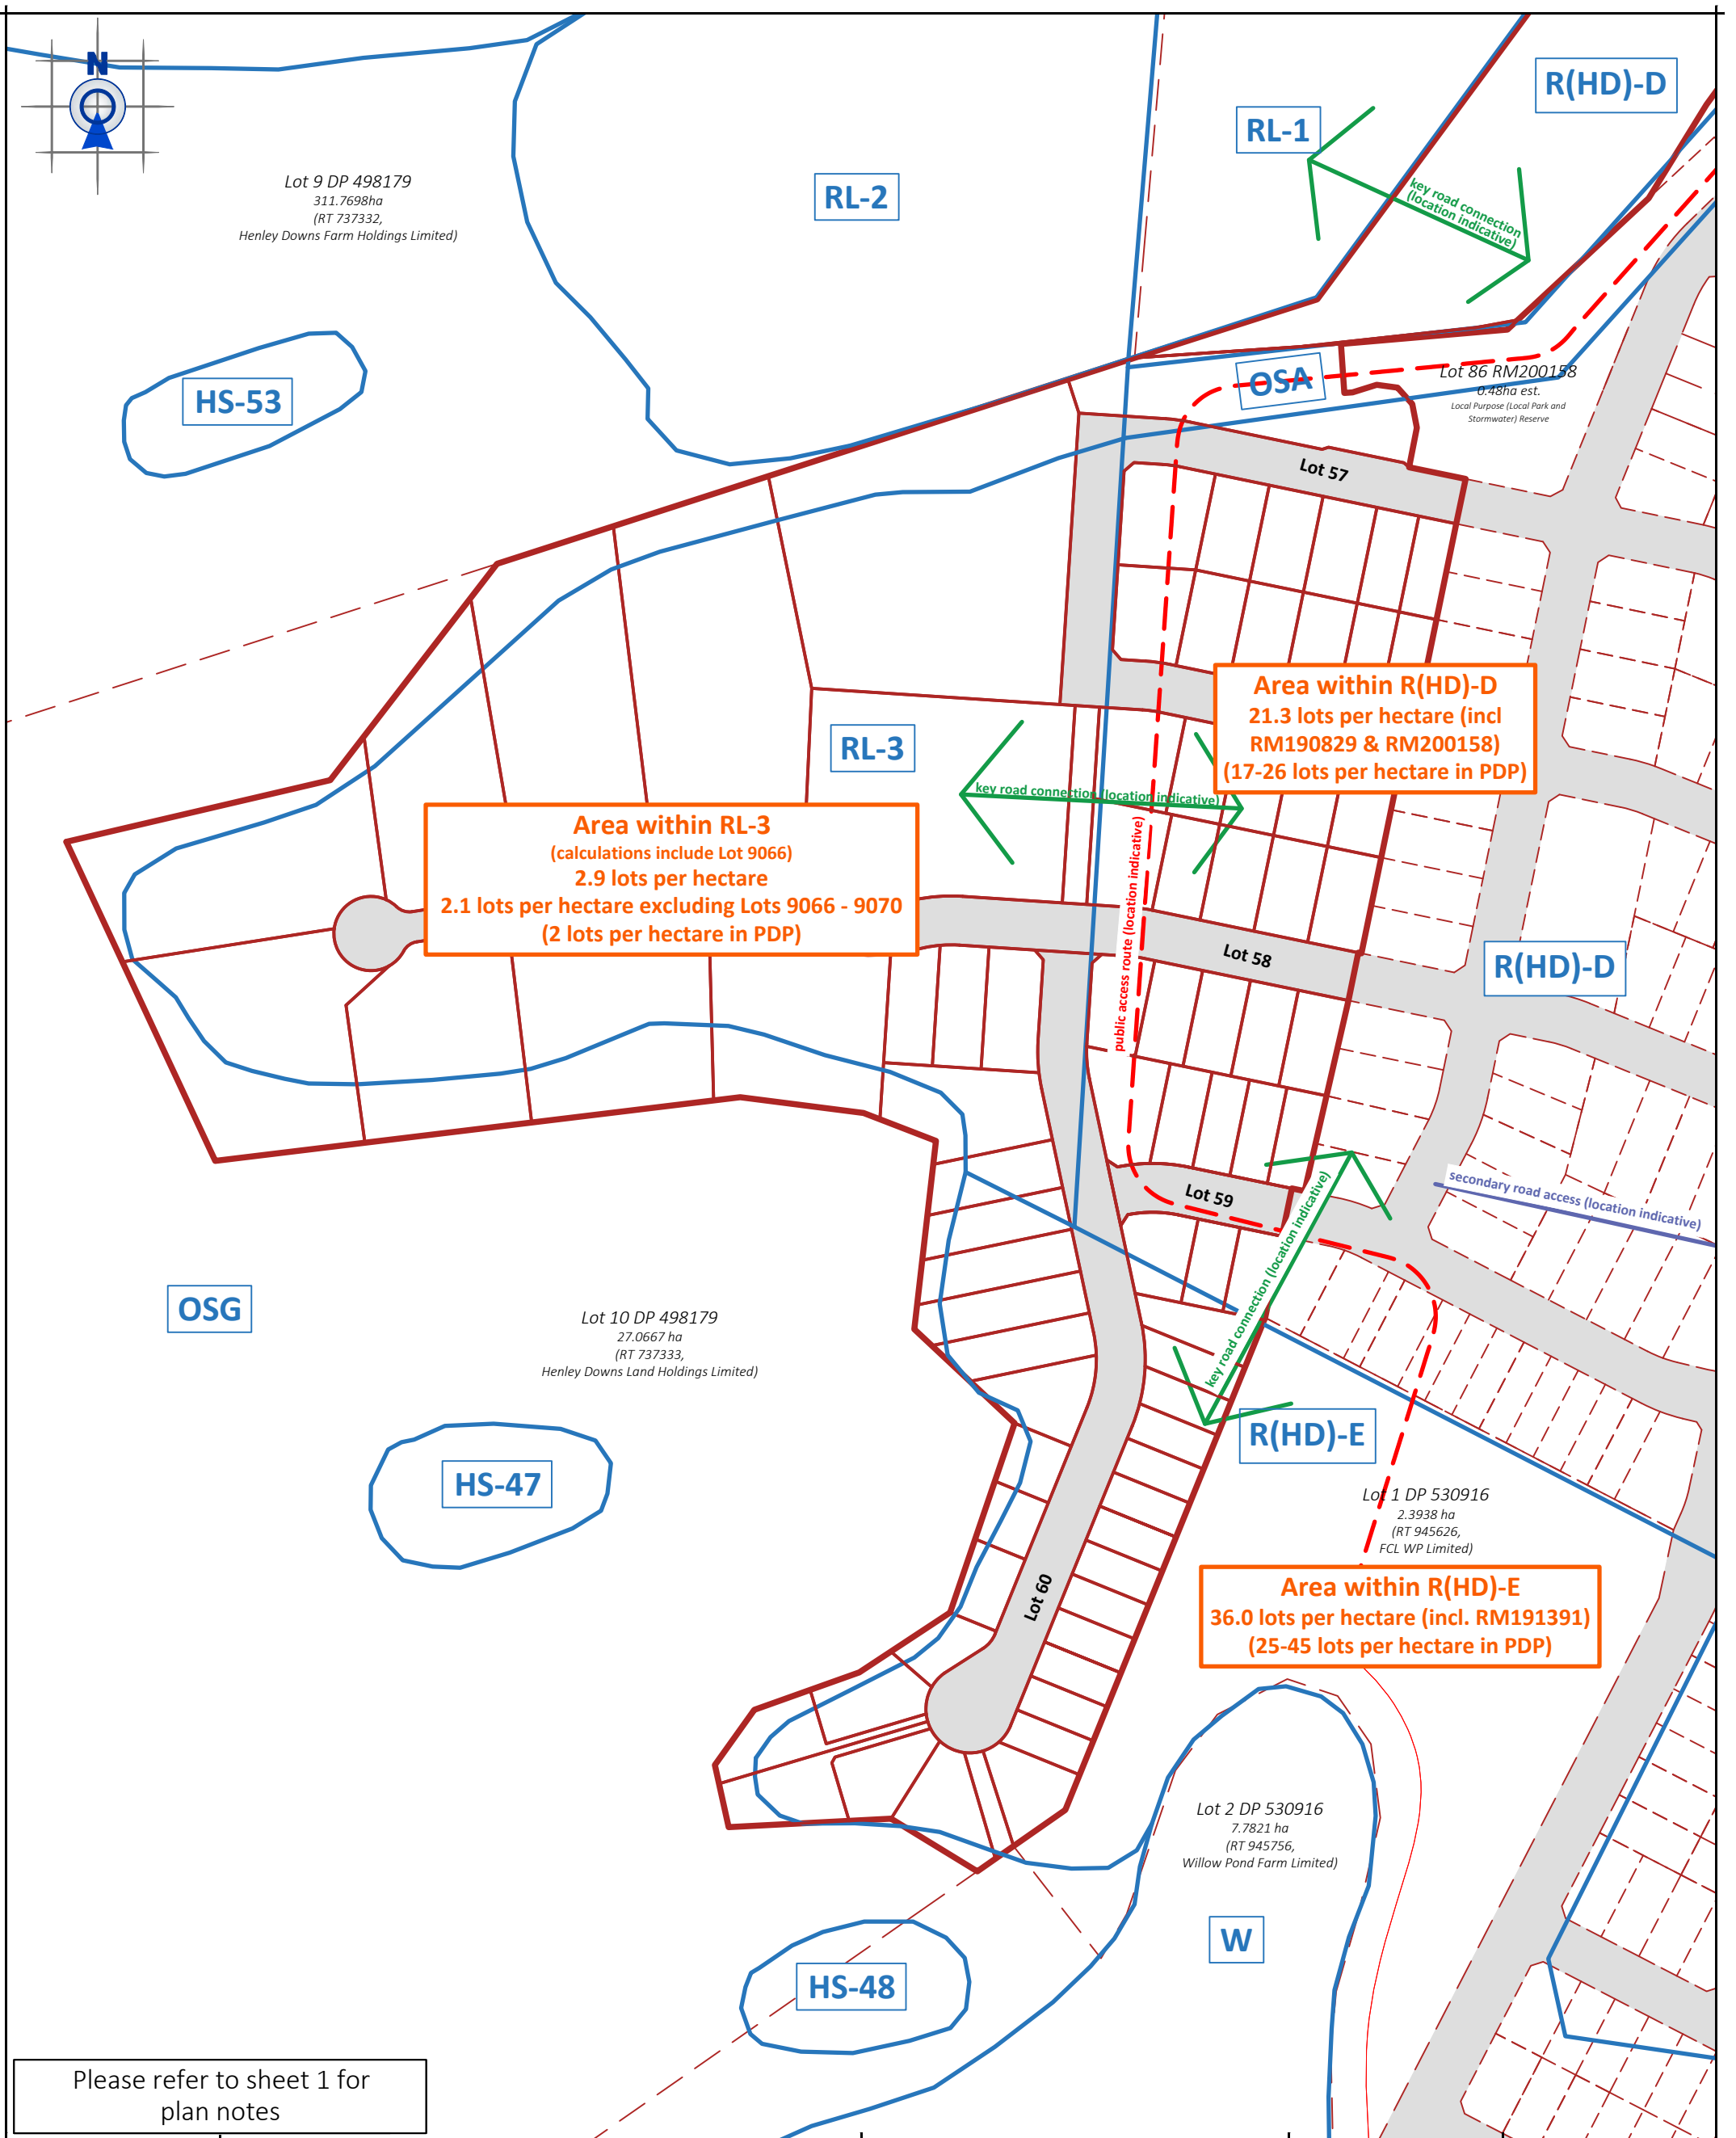 N
R(HD)-D
RL-1
key road connection
(location indicative)
Lot 9 DP 498179
311.7698ha
(RT 737332,
Henley Downs Farm Holdings Limited)
RL-2
HS-53
OSA
Lot 86 RM200158
0.48ha est.
Local Purpose (Local Park and
Stormwater) Reserve
Lot 57
Area within R(HD)-D
21.3 lots per hectare (incl
RM190829 & RM200158)
(17-26 lots per hectare in PDP)
RL-3
key road connection (location indicative)
Area within RL-3
(calculations include Lot 9066)
2.9 lots per hectare
2.1 lots per hectare excluding Lots 9066 - 9070
(2 lots per hectare in PDP)
public access route (location indicative)
Lot 58
R(HD)-D
Lot 59
secondary road access (location indicative)
key road connection (location indicative)
OSG
Lot 10 DP 498179
27.0667 ha
(RT 737333,
Henley Downs Land Holdings Limited)
R(HD)-E
HS-47
Lot 1 DP 530916
2.3938 ha
(RT 945626,
FCL WP Limited)
Lot 60
Area within R(HD)-E
36.0 lots per hectare (incl. RM191391)
(25-45 lots per hectare in PDP)
Lot 2 DP 530916
7.7821 ha
(RT 945756,
Willow Pond Farm Limited)
W
HS-48
Please refer to sheet 1 for
plan notes